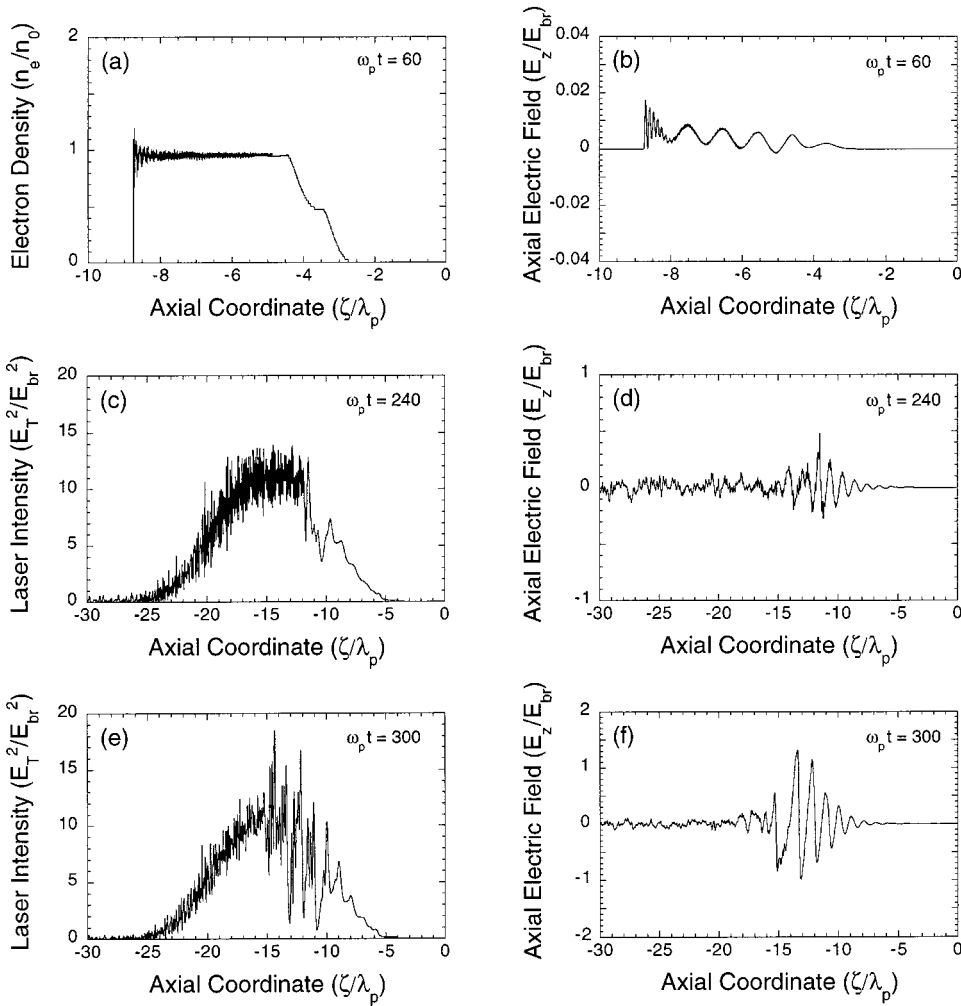 (a)
ω_p t = 60
Electron Density (n_e/n_0)
2
1
0
-10 -8 -6 -4 -2 0
Axial Coordinate (ζ/λ_p)
(b)
ω_p t = 60
Axial Electric Field (E_z/E_br)
0.04
0.02
0
-0.02
-0.04
-10 -8 -6 -4 -2 0
Axial Coordinate (ζ/λ_p)
(c)
ω_p t = 240
Laser Intensity (E_T^2/E_br^2)
20
15
10
5
0
-30 -25 -20 -15 -10 -5 0
Axial Coordinate (ζ/λ_p)
(d)
ω_p t = 240
Axial Electric Field (E_z/E_br)
1
0
-1
-30 -25 -20 -15 -10 -5 0
Axial Coordinate (ζ/λ_p)
(e)
ω_p t = 300
Laser Intensity (E_T^2/E_br^2)
20
15
10
5
0
-30 -25 -20 -15 -10 -5 0
Axial Coordinate (ζ/λ_p)
(f)
ω_p t = 300
Axial Electric Field (E_z/E_br)
2
1
0
-1
-2
-30 -25 -20 -15 -10 -5 0
Axial Coordinate (ζ/λ_p)